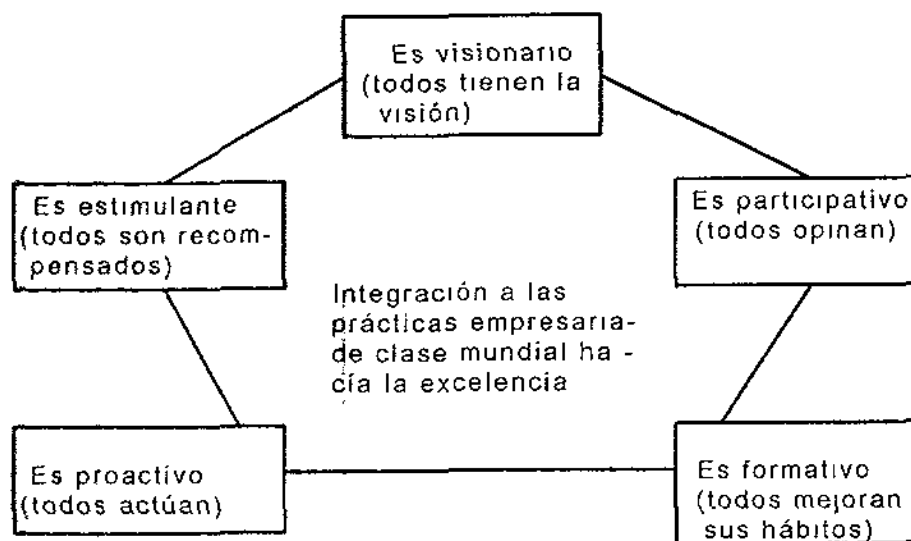 Es visionario
(todos tienen la
visión)
Es estimulante
(todos son recom-
pensados)
Es participativo
(todos opinan)
Integración a las
prácticas empresaria-
de clase mundial ha -
cía la excelencia
Es proactivo
(todos actúan)
Es formativo
(todos mejoran
sus hábitos)